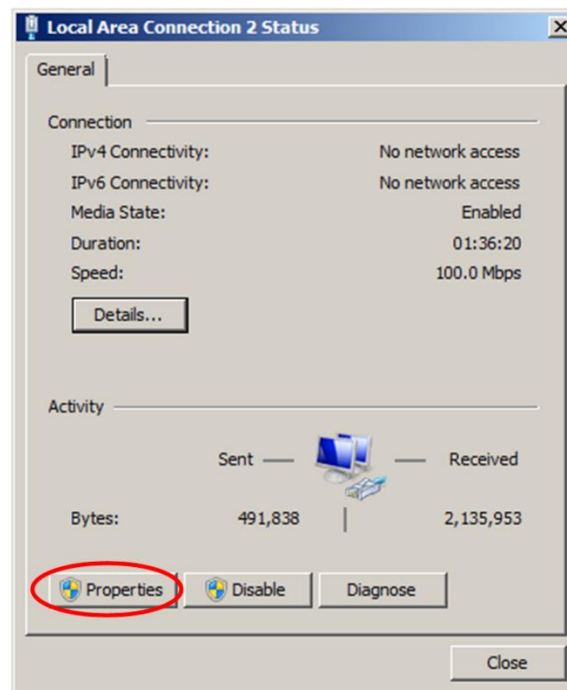 Local Area Connection 2 Status
General
Connection
IPv4 Connectivity: No network access
IPv6 Connectivity: No network access
Media State: Enabled
Duration: 01:36:20
Speed: 100.0 Mbps
Details...
Activity
Sent Received
Bytes: 491,838 2,135,953
Properties Disable Diagnose
Close